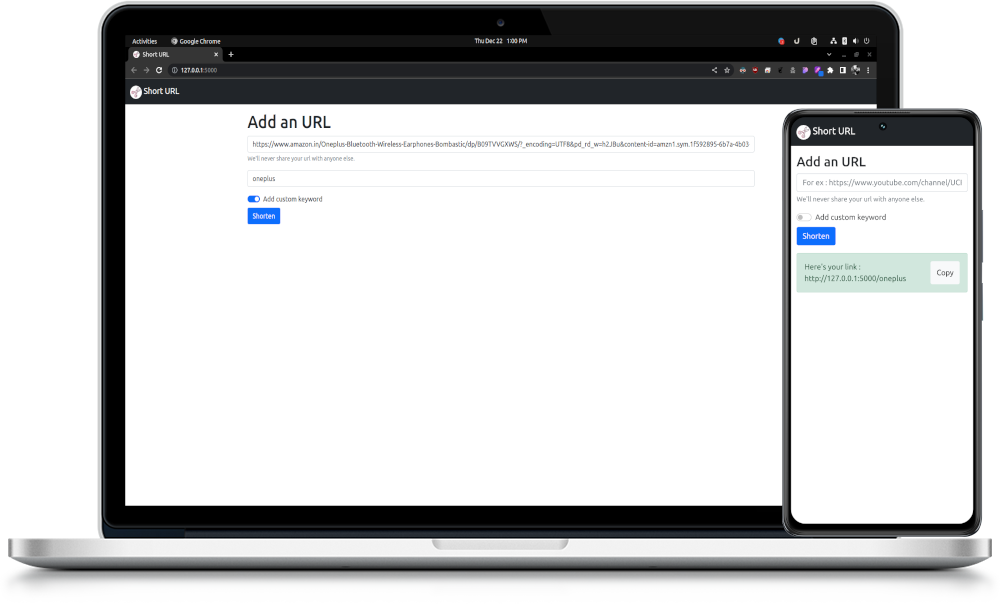 Activities Google Chrome Thu Dec 22 1:00 PM
Short URL
127.0.0.1:5000
Short URL
Add an URL
https://www.amazon.in/Oneplus-Bluetooth-Wireless-Earphones-Bombastic/dp/B09TVVGXWS/?_encoding=UTF8&pd_rd_w=h2JBu&content-id=amzn1.sym.1f592895-6b7a-4b03
We'll never share your url with anyone else.
oneplus
Add custom keyword
Shorten
Short URL
Add an URL
For ex : https://www.youtube.com/channel/UCI
We'll never share your url with anyone else.
Add custom keyword
Shorten
Here's your link :
http://127.0.0.1:5000/oneplus
Copy